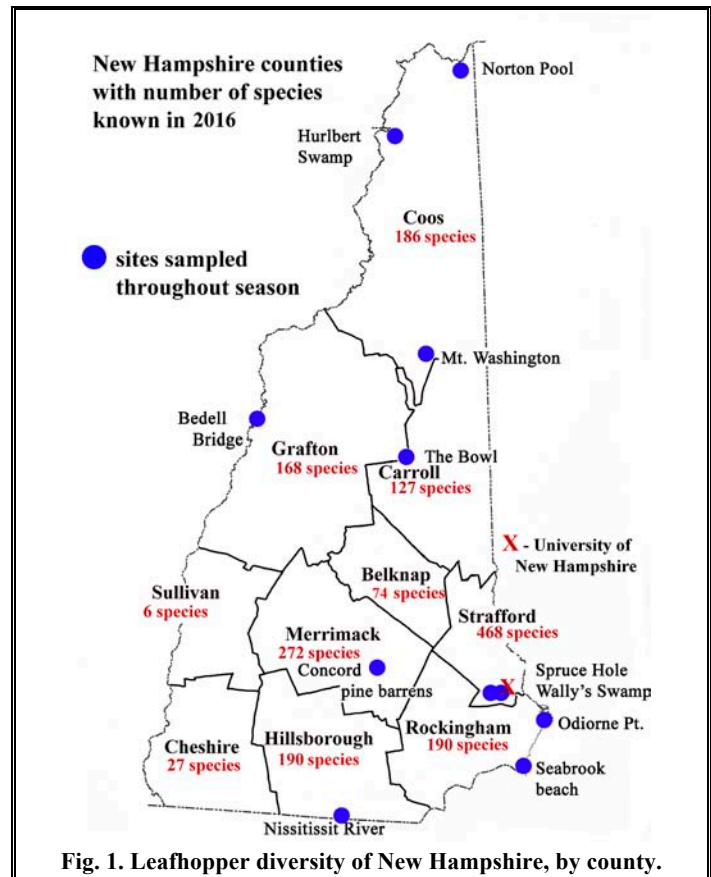 New Hampshire counties
with number of species
known in 2016
Norton Pool
Hurlbert
Swamp
Coos
186 species
sites sampled
throughout season
Mt. Washington
Bedell
Bridge
Grafton
168 species
The Bowl
Carroll
127 species
X - University of
New Hampshire
Belknap
74 species
Sullivan
6 species
Strafford
468 species
Merrimack
272 species
Concord
pine barrens
X
Spruce Hole
Wally's Swamp
Odiorne Pt.
Rockingham
190 species
Hillsborough
190 species
Cheshire
27 species
Seabrook
beach
Nissitissit River
Fig. 1. Leafhopper diversity of New Hampshire, by county.